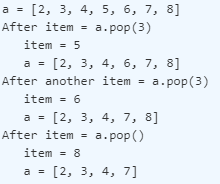 a = [2, 3, 4, 5, 6, 7, 8]
After item = a.pop(3)
item = 5
a = [2, 3, 4, 6, 7, 8]
After another item = a.pop(3)
item = 6
a = [2, 3, 4, 7, 8]
After item = a.pop()
item = 8
a = [2, 3, 4, 7]